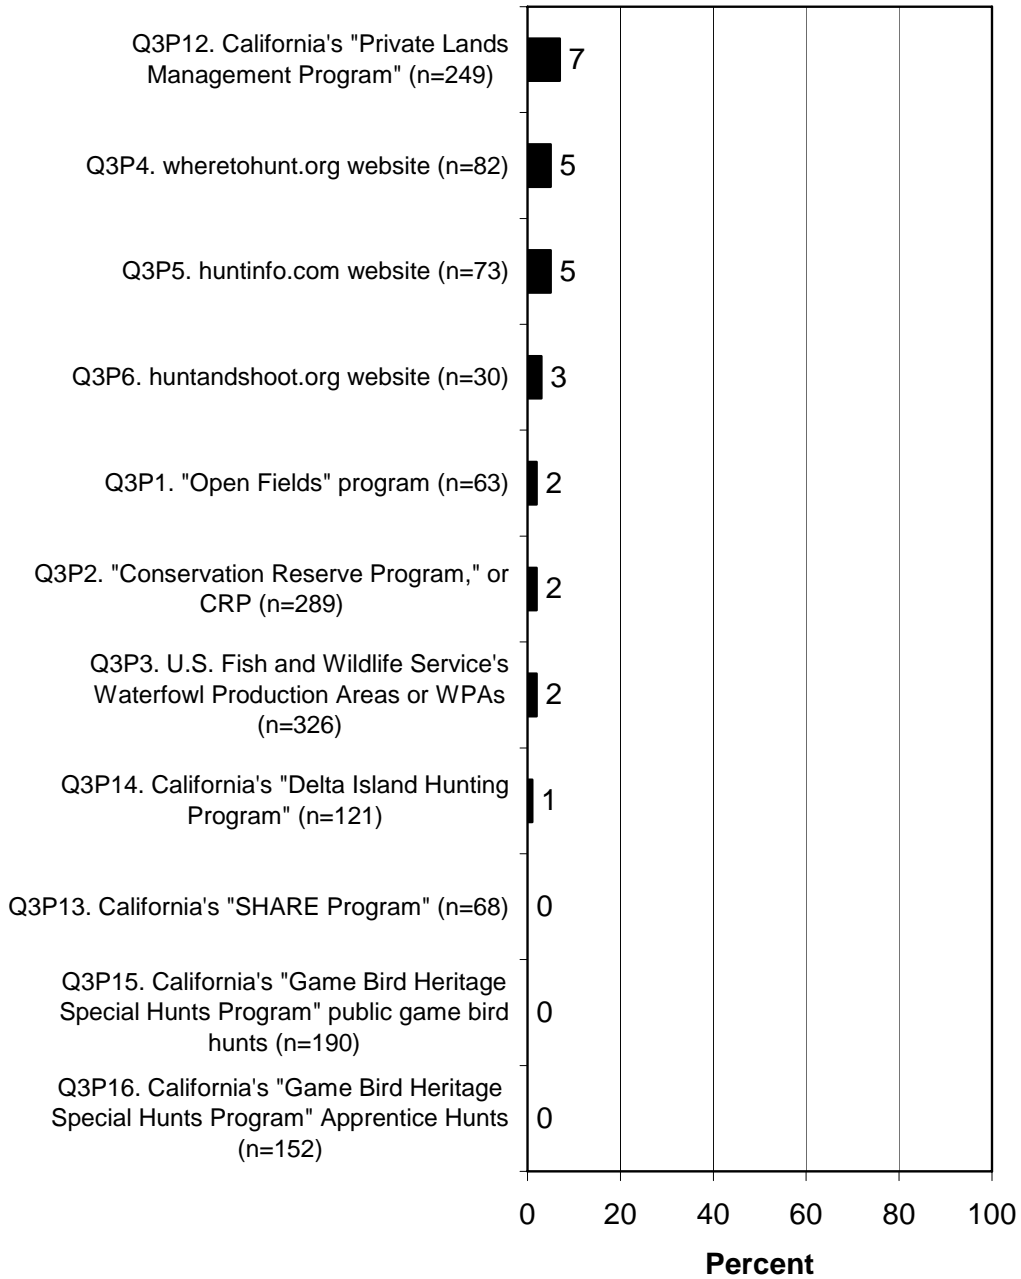 Q3P12. California's "Private Lands
Management Program" (n=249)
7
Q3P4. wheretohunt.org website (n=82)
5
Q3P5. huntinfo.com website (n=73)
5
Q3P6. huntandshoot.org website (n=30)
3
Q3P1. "Open Fields" program (n=63)
2
Q3P2. "Conservation Reserve Program," or
CRP (n=289)
2
Q3P3. U.S. Fish and Wildlife Service's
Waterfowl Production Areas or WPAs
(n=326)
2
Q3P14. California's "Delta Island Hunting
Program" (n=121)
1
Q3P13. California's "SHARE Program" (n=68)
0
Q3P15. California's "Game Bird Heritage
Special Hunts Program" public game bird
hunts (n=190)
0
Q3P16. California's "Game Bird Heritage
Special Hunts Program" Apprentice Hunts
(n=152)
0
0 20 40 60 80 100
Percent